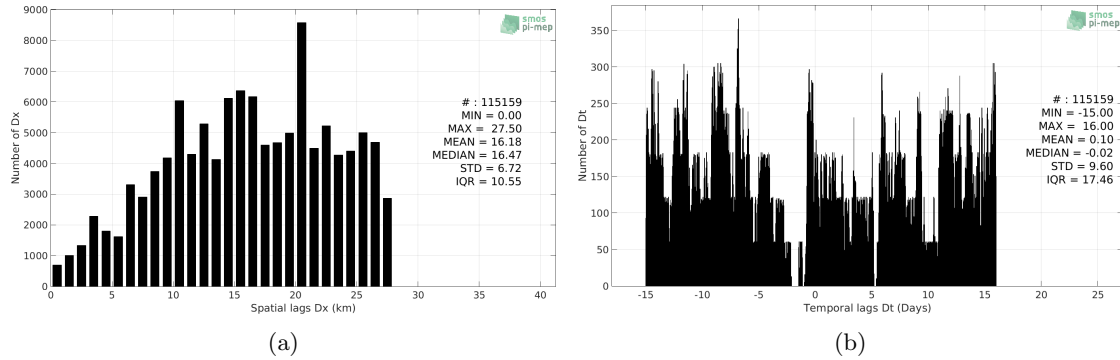 9000
8000
7000
6000
5000
4000
3000
2000
1000
0
Number of Dx
0 5 10 15 20 25 30 35 40
Spatial lags Dx (km)
smos
pi-mep
# : 115159
MIN = 0.00
MAX = 27.50
MEAN = 16.18
MEDIAN = 16.47
STD = 6.72
IQR = 10.55
(a)
350
300
250
200
150
100
50
0
Number of Dt
-15 -10 -5 0 5 10 15 20 25
Temporal lags Dt (Days)
smos
pi-mep
# : 115159
MIN = -15.00
MAX = 16.00
MEAN = 0.10
MEDIAN = -0.02
STD = 9.60
IQR = 17.46
(b)